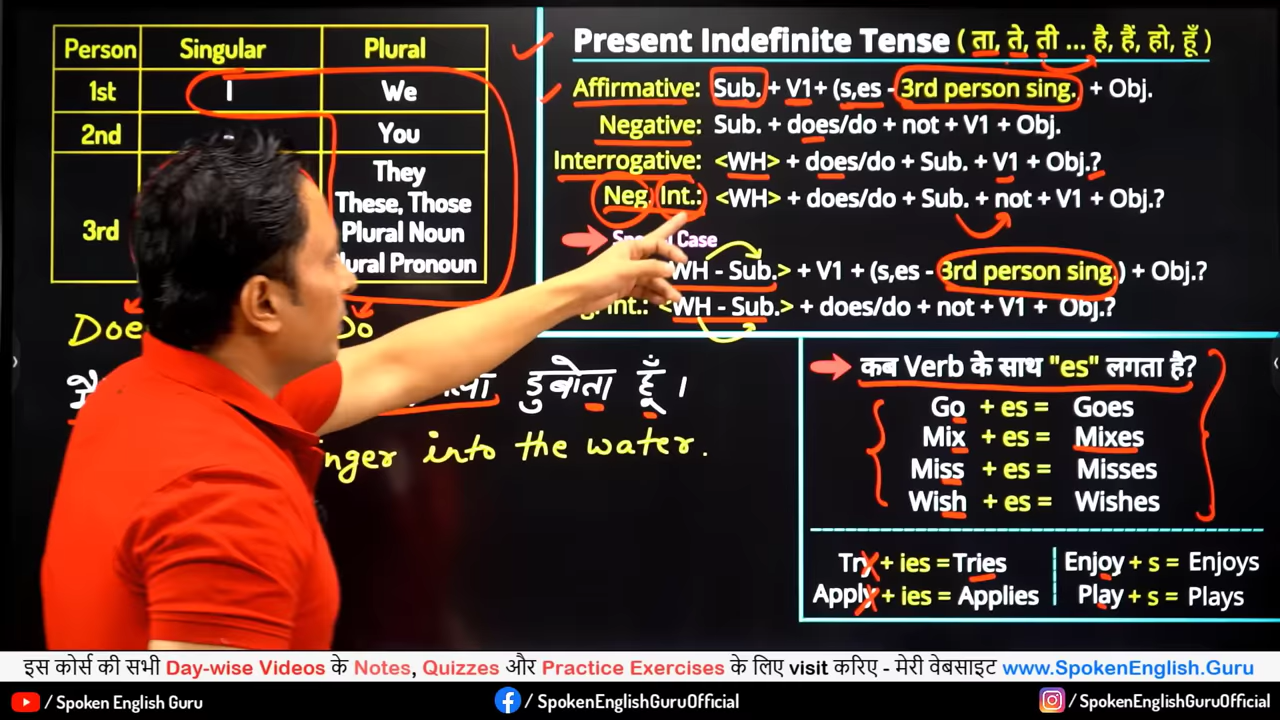 Person Singular Plural
1st I We
2nd You
3rd They
These, Those
Plural Noun
Plural Pronoun
Do
Present Indefinite Tense ( ता, ते, ती ... है, हैं, हो, हूँ )
Affirmative: Sub. + V1+ (s,es - 3rd person sing. + Obj.
Negative: Sub. + does/do + not + V1 + Obj.
Interrogative: <WH> + does/do + Sub. + V1 + Obj.?
Neg. Int.: <WH> + does/do + Sub. + not + V1 + Obj.?
Case
WH - Sub.> + V1 + (s,es - 3rd person sing.) + Obj.?
Int.: <WH - Sub.> + does/do + not + V1 + Obj.?
डुबोता हूँ ।
into the water.
कब Verb के साथ "es" लगता है?
Go + es = Goes
Mix + es = Mixes
Miss + es = Misses
Wish + es = Wishes
Try + ies = Tries
Apply + ies = Applies
Enjoy + s = Enjoys
Play + s = Plays
इस कोर्स की सभी Day-wise Videos के Notes, Quizzes और Practice Exercises के लिए visit करिए - मेरी वेबसाइट www.SpokenEnglish.Guru
/ Spoken English Guru
/ SpokenEnglishGuruOfficial
/ SpokenEnglishGuruOfficial